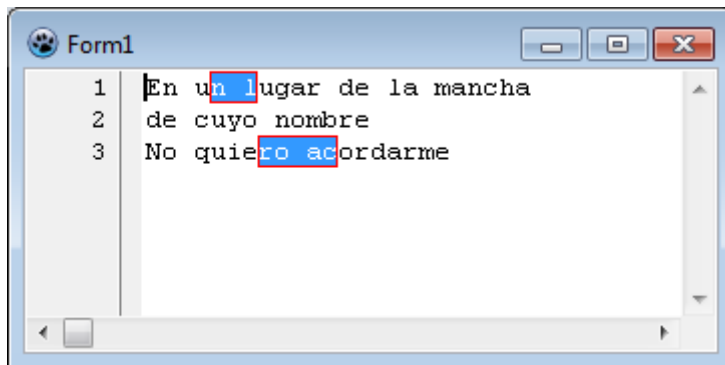 Form1
1 En un lugar de la mancha
2 de cuyo nombre
3 No quiero acordarme